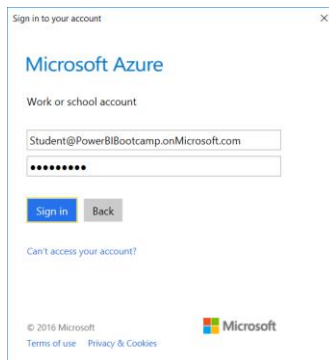 Sign in to your account
Microsoft Azure
Work or school account
Student@PowerBIBootcamp.onMicrosoft.com
•••••••••
Sign in Back
Can't access your account?
© 2016 Microsoft
Terms of use Privacy & Cookies
Microsoft